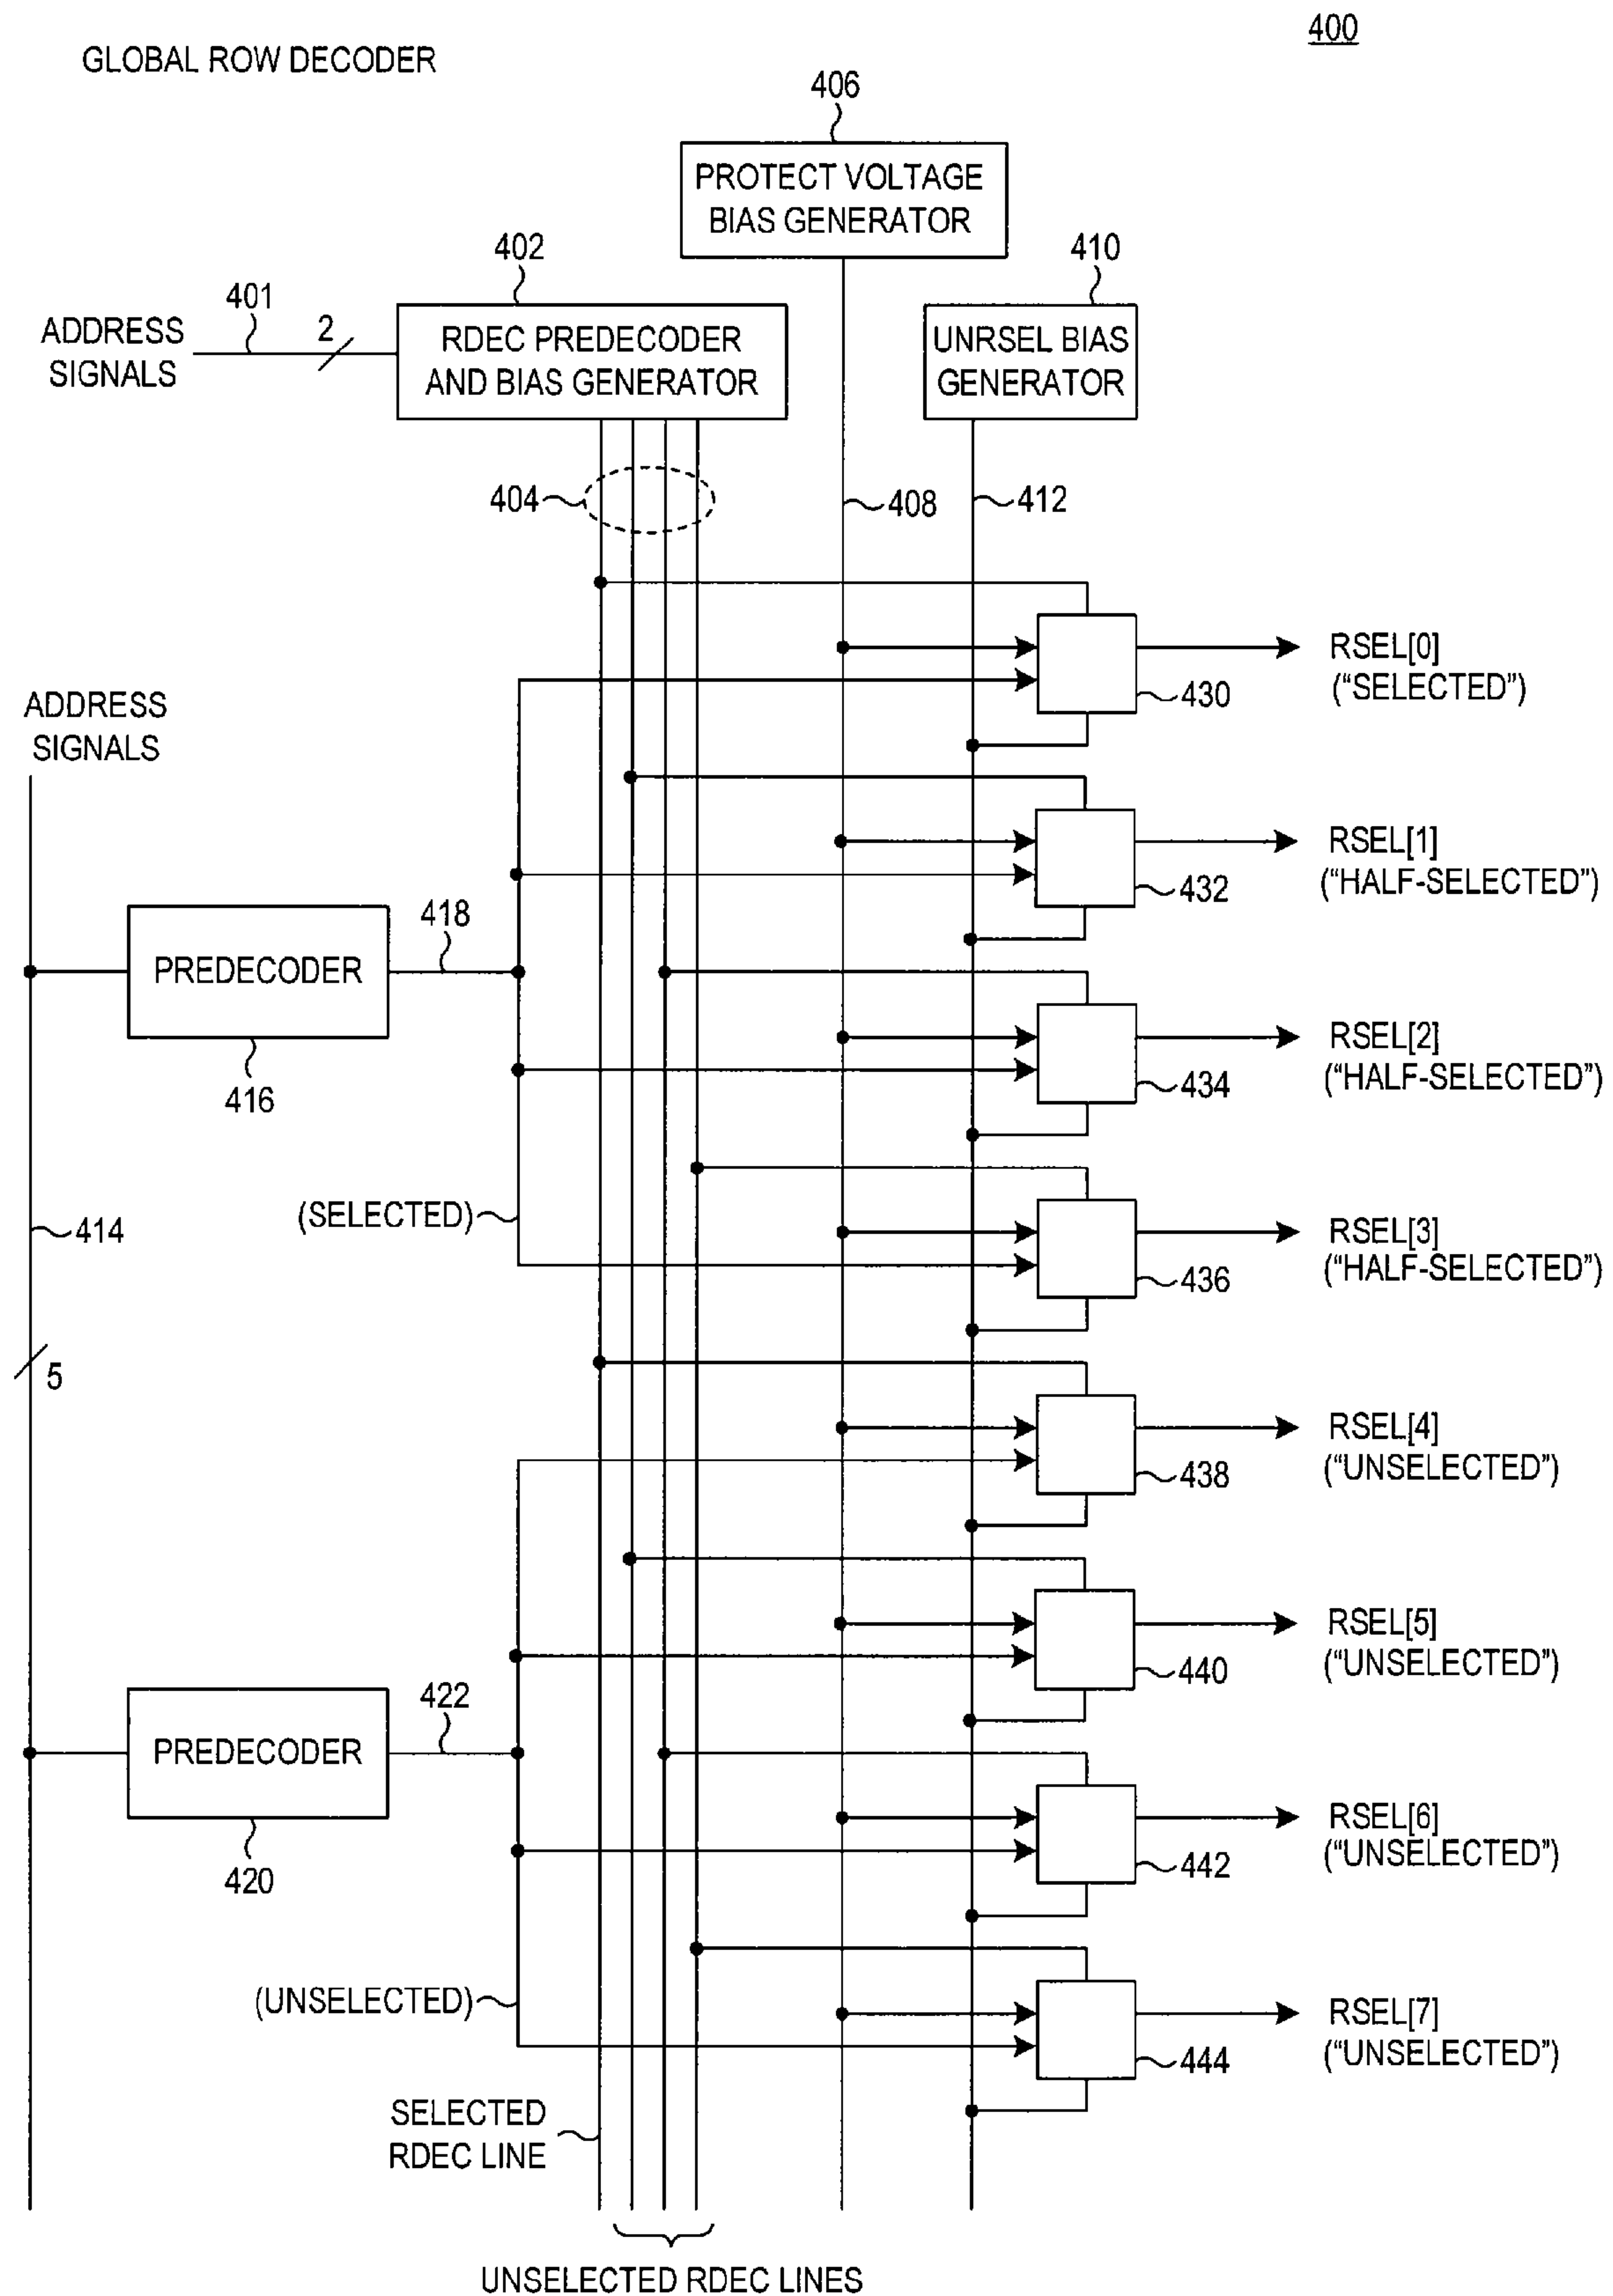 400
GLOBAL ROW DECODER
406
PROTECT VOLTAGE
BIAS GENERATOR
402
410
401
ADDRESS
SIGNALS
2
RDEC PREDECODER
AND BIAS GENERATOR
UNRSEL BIAS
GENERATOR
404
408
412
RSEL[0]
("SELECTED")
430
ADDRESS
SIGNALS
RSEL[1]
("HALF-SELECTED")
432
418
PREDECODER
416
RSEL[2]
("HALF-SELECTED")
434
(SELECTED)
414
RSEL[3]
("HALF-SELECTED")
436
5
RSEL[4]
("UNSELECTED")
438
RSEL[5]
("UNSELECTED")
440
422
PREDECODER
420
RSEL[6]
("UNSELECTED")
442
(UNSELECTED)
RSEL[7]
("UNSELECTED")
444
SELECTED
RDEC LINE
UNSELECTED RDEC LINES